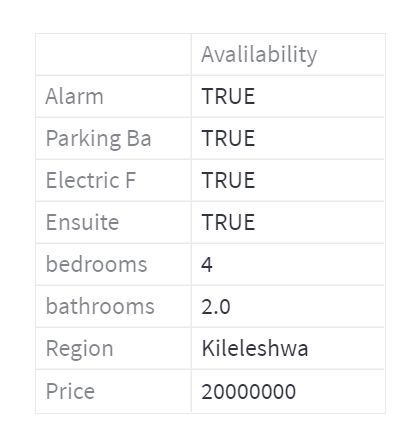 Avalilability
Alarm TRUE
Parking Ba TRUE
Electric F TRUE
Ensuite TRUE
bedrooms 4
bathrooms 2.0
Region Kileleshwa
Price 20000000